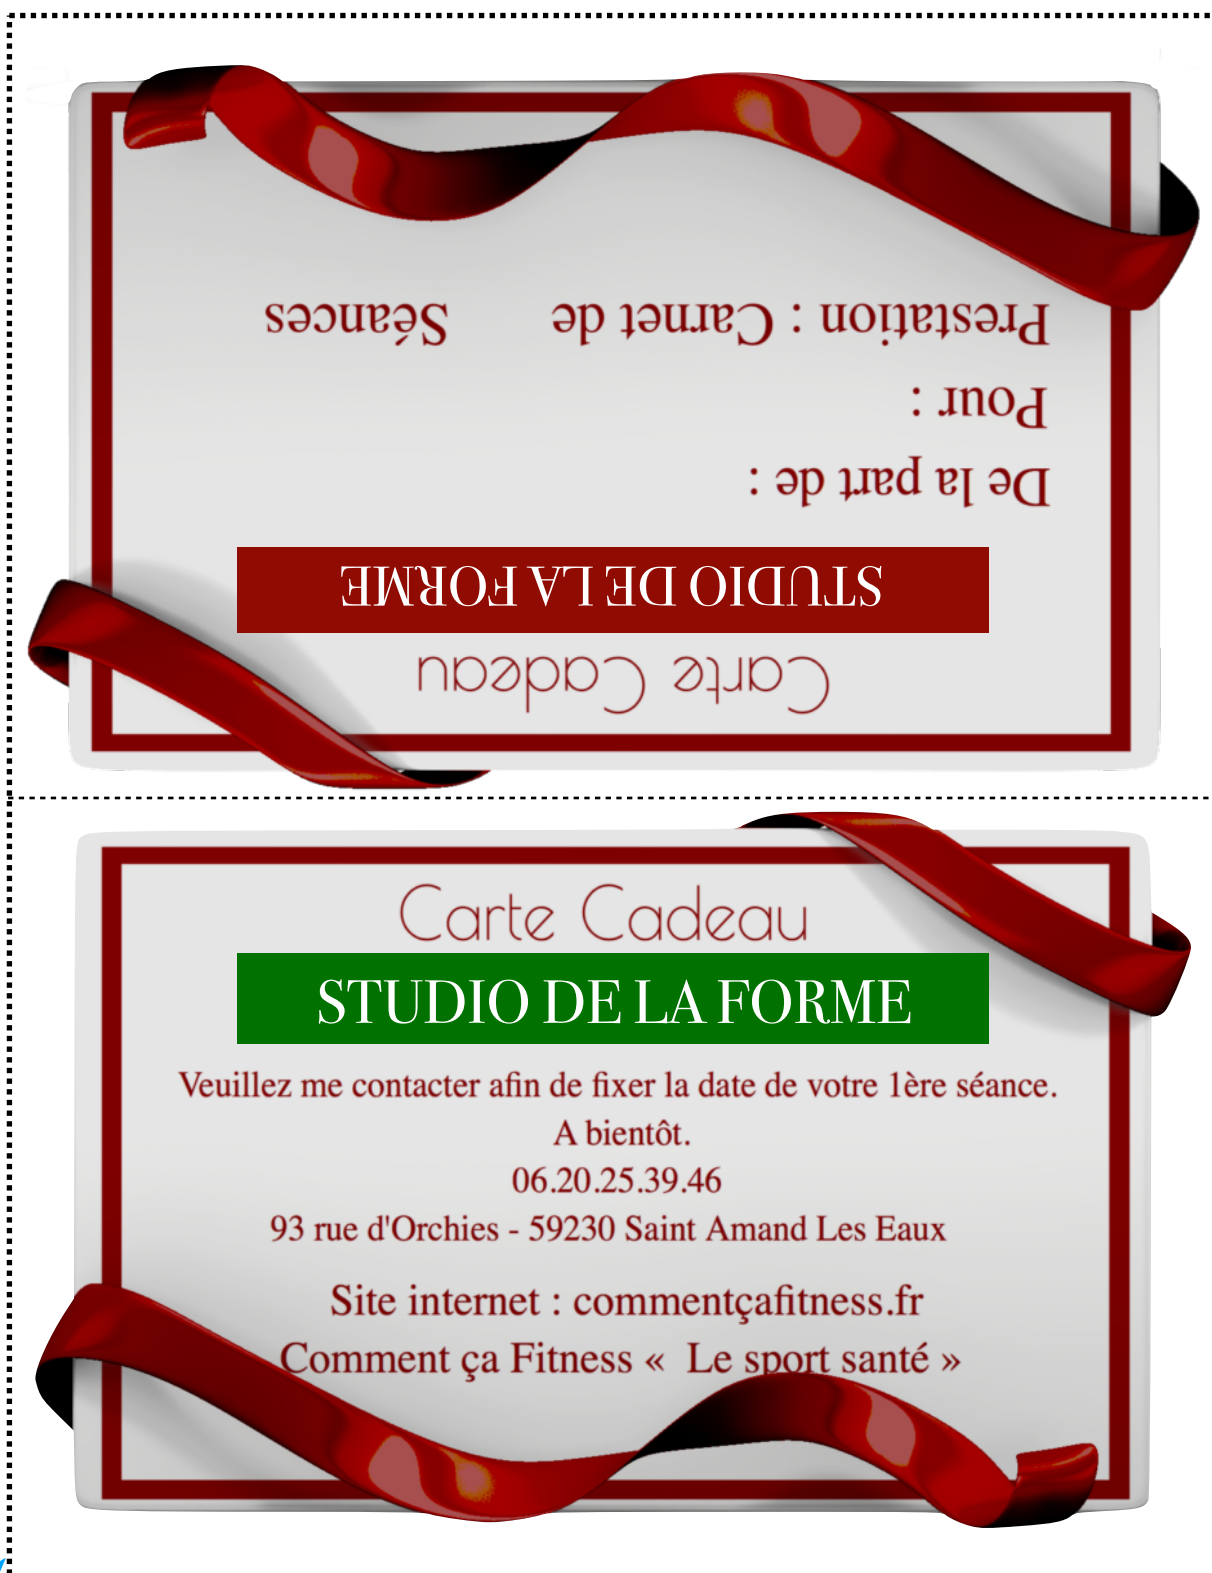 Carte Cadeau
STUDIO DE LA FORME
De la part de :
Pour :
Prestation : Carnet de Séances
Carte Cadeau
STUDIO DE LA FORME
Veuillez me contacter afin de fixer la date de votre 1ère séance.
A bientôt.
06.20.25.39.46
93 rue d'Orchies - 59230 Saint Amand Les Eaux
Site internet : commentçafitness.fr
Comment ça Fitness « Le sport santé »